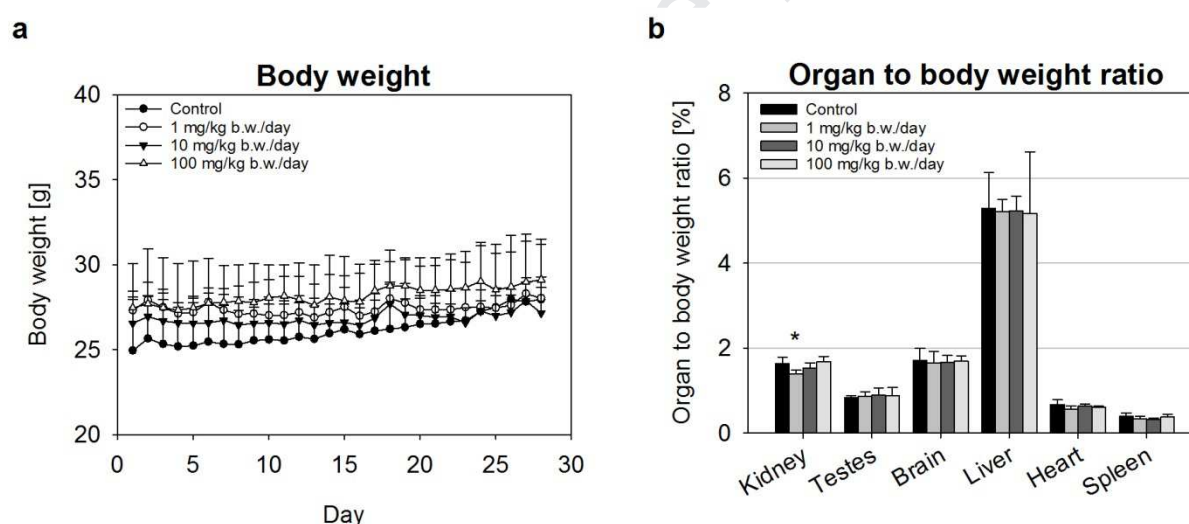 a
Body weight
40
35
30
25
20
Body weight [g]
Control
1 mg/kg b.w./day
10 mg/kg b.w./day
100 mg/kg b.w./day
0 5 10 15 20 25 30
Day
b
Organ to body weight ratio
8
6
4
2
0
Organ to body weight ratio [%]
Control
1 mg/kg b.w./day
10 mg/kg b.w./day
100 mg/kg b.w./day
*
Kidney Testes Brain Liver Heart Spleen